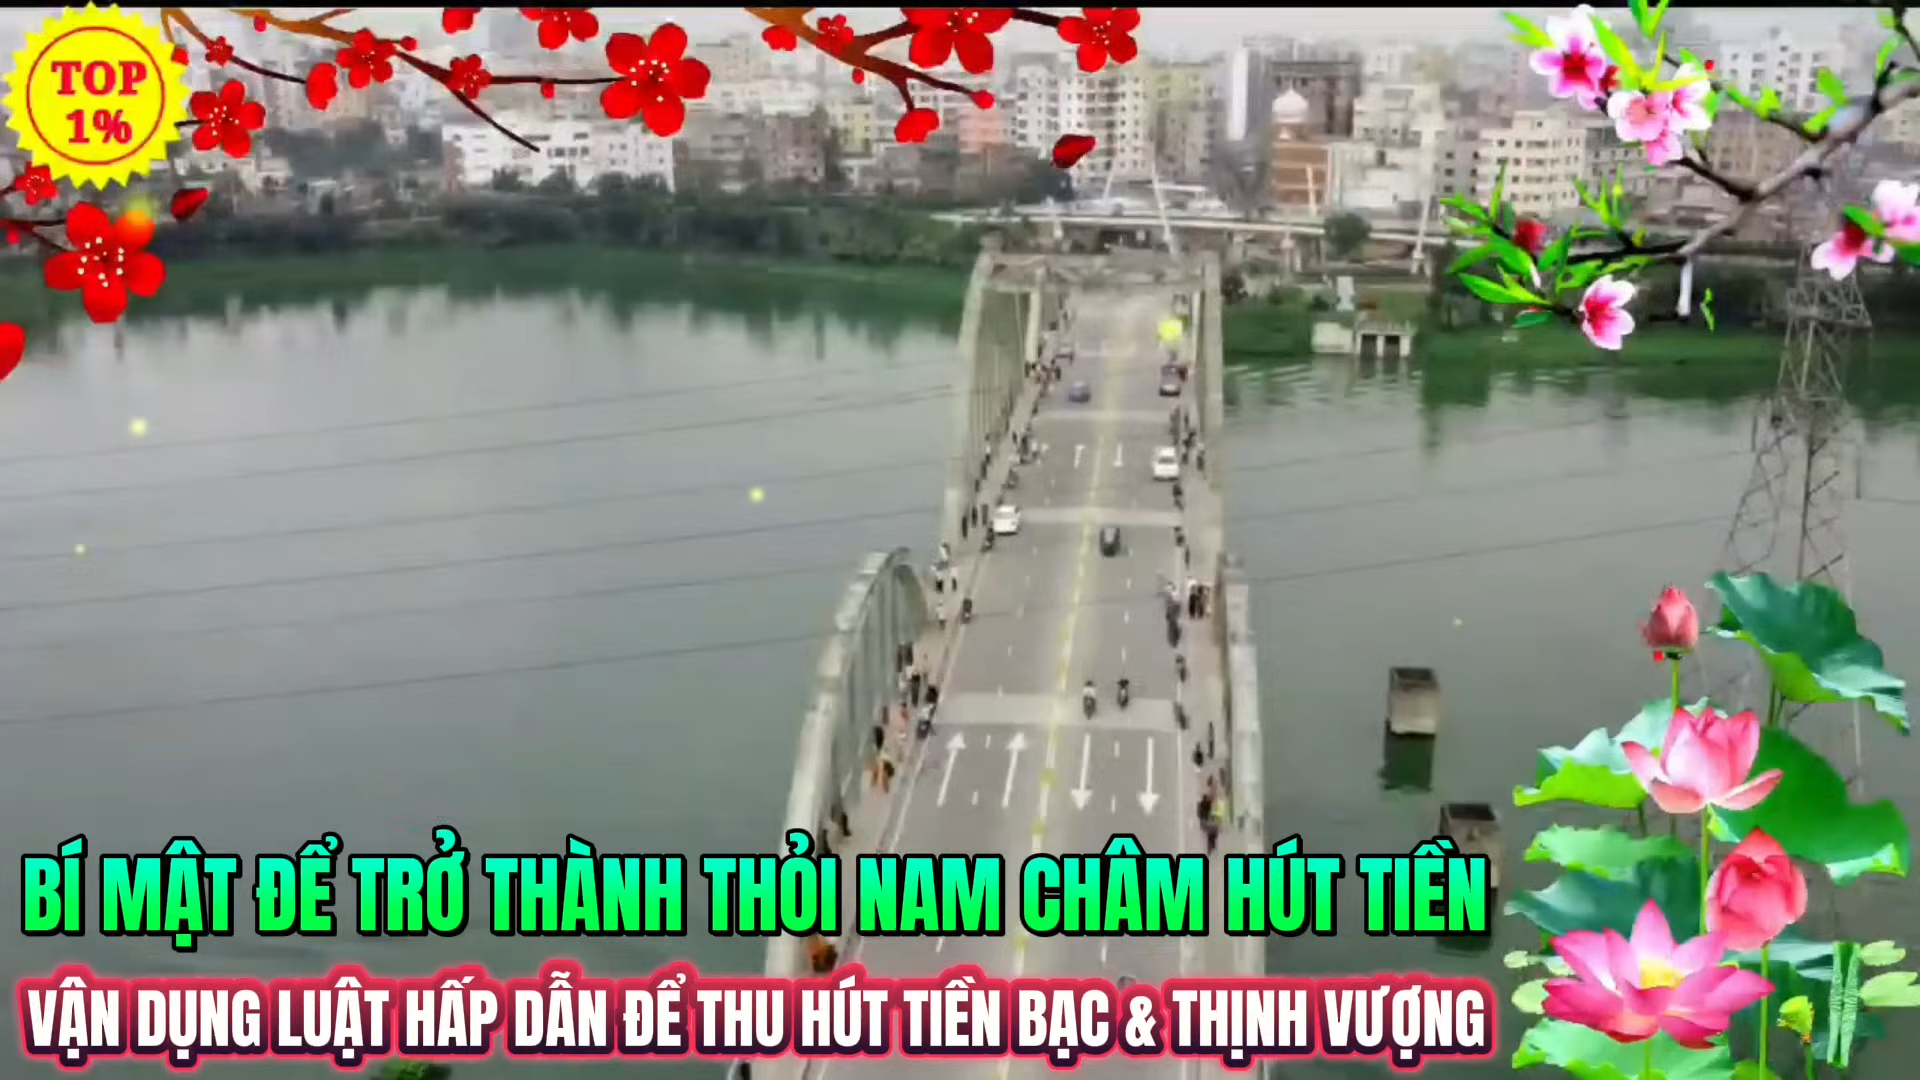 TOP
1%
BÍ MẬT ĐỂ TRỞ THÀNH THỎI NAM CHÂM HÚT TIỀN
VẬN DỤNG LUẬT HẤP DẪN ĐỂ THU HÚT TIỀN BẠC & THỊNH VƯỢNG